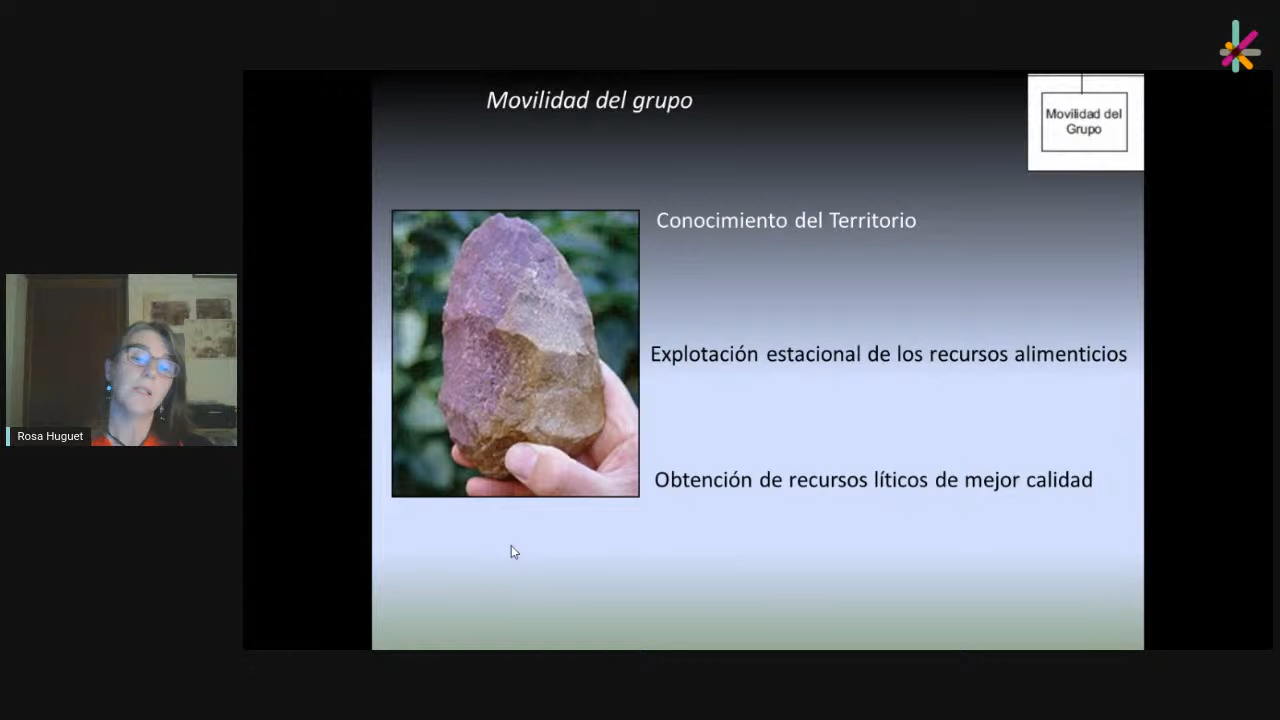 Movilidad del grupo
Movilidad del
Grupo
Conocimiento del Territorio
Explotación estacional de los recursos alimenticios
Rosa Huguet
Obtención de recursos líticos de mejor calidad